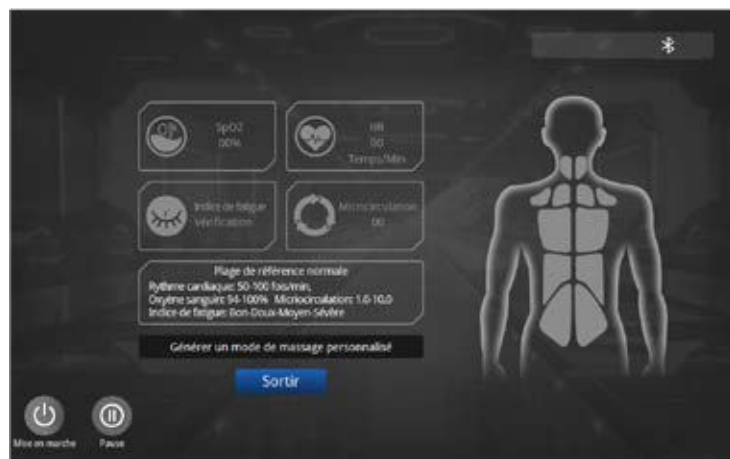 SpO2
00%
HR
00
Temps/Min
Indice de fatigue
Vérification
Microcirculation
00
Plage de référence normale
Rythme cardiaque: 50-100 fois/min,
Oxyène sanguin: 94-100% Microcirculation: 1.0-10.0
Indice de fatigue: Bon-Doux-Moyen-Sévère
Générer un mode de massage personnalisé
Sortir
Mise en marche
Pause